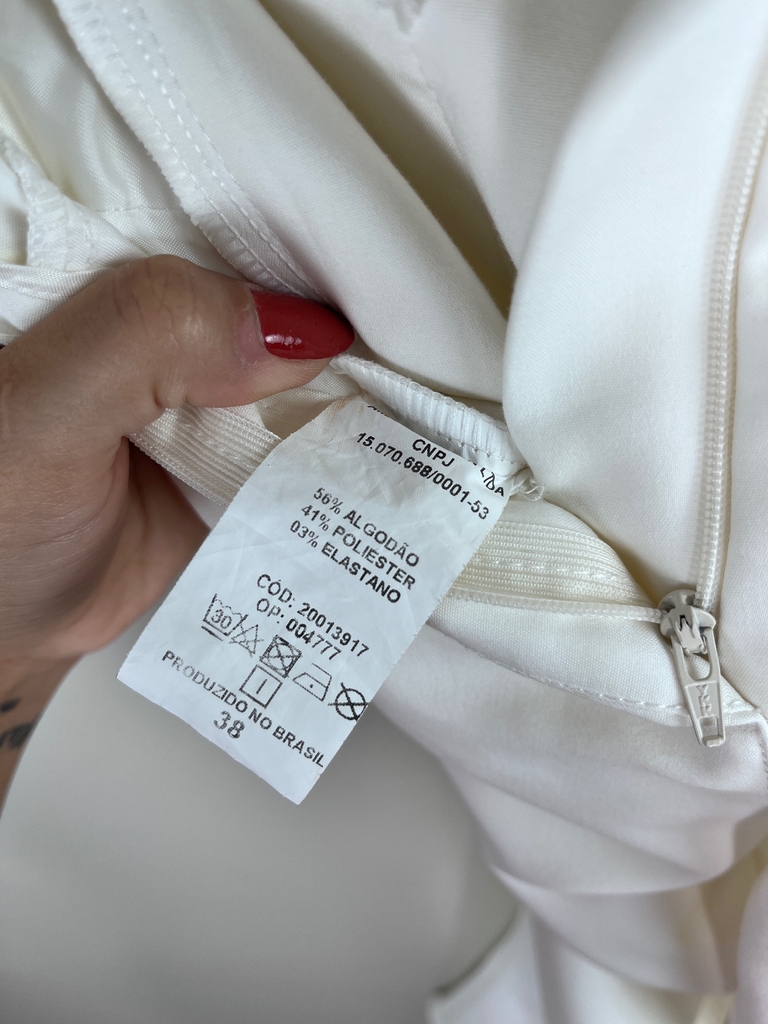 CNPJ
15.070.688/0001-53
56% ALGODÃO
41% POLIESTER
03% ELASTANO
CÓD: 20013917
OP: 004777
30
PRODUZIDO NO BRASIL
38